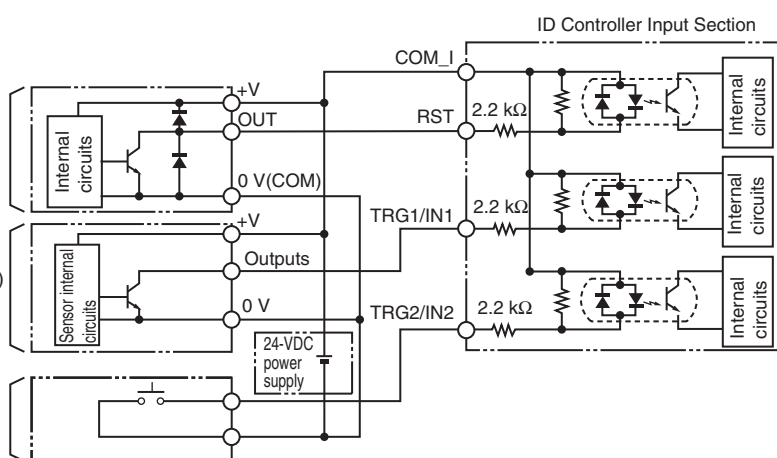 ID Controller Input Section
COM_I
+V
OUT
RST
2.2 kΩ
Internal
circuits
Internal
circuits
0 V(COM)
+V
TRG1/IN1
2.2 kΩ
Internal
circuits
Outputs
Sensor internal
circuits
0 V
TRG2/IN2
2.2 kΩ
Internal
circuits
24-VDC
power
supply
)